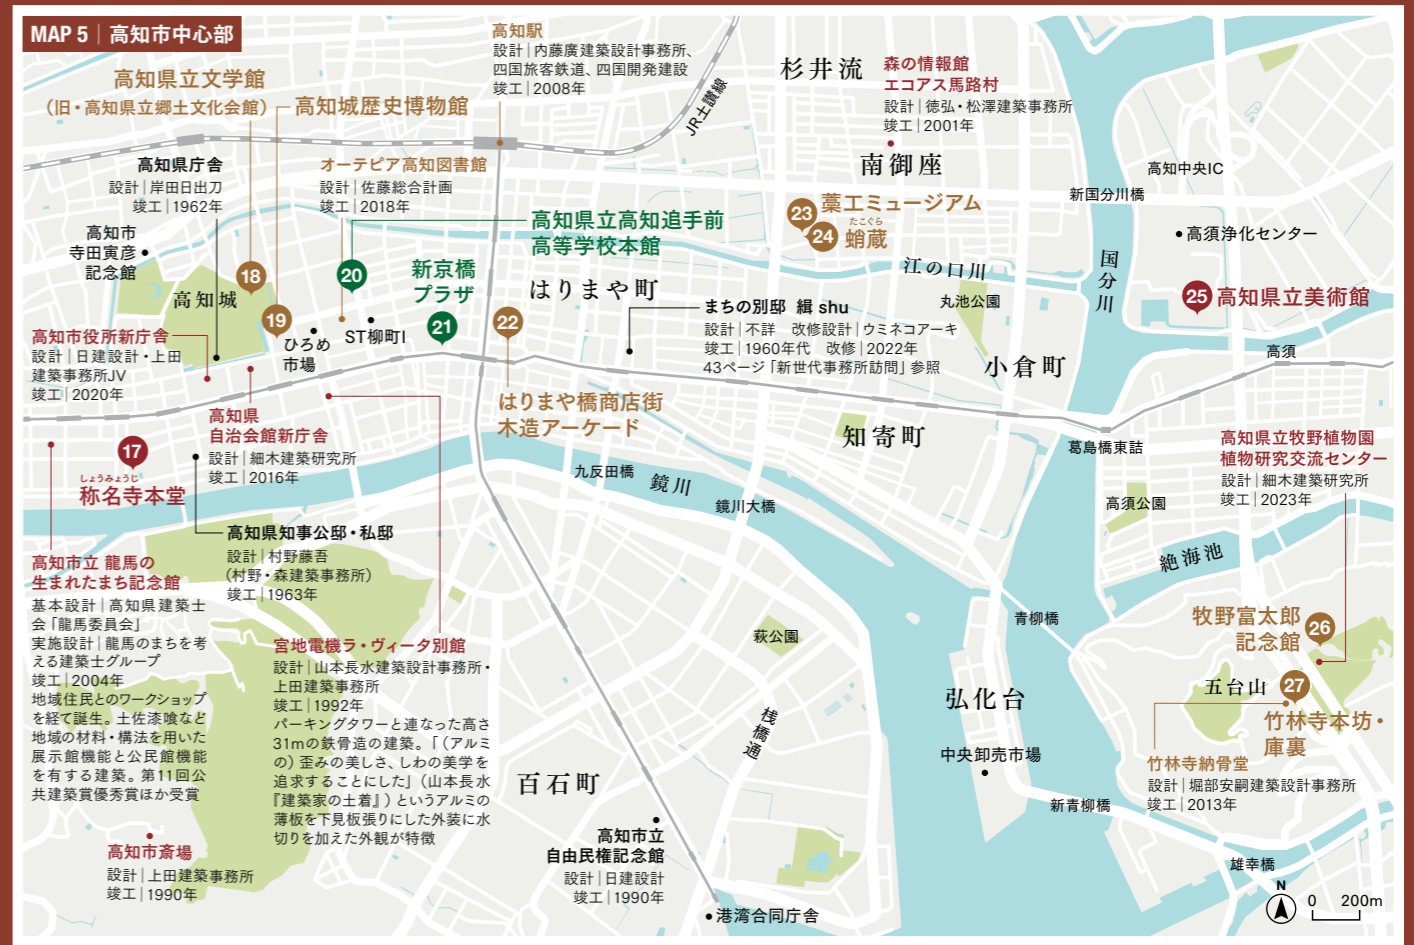 MAP 5｜高知市中心部
高知駅
設計｜内藤廣建築設計事務所、
四国旅客鉄道、四国開発建設
竣工｜2008年
高知県立文学館
（旧・高知県立郷土文化会館）
高知城歴史博物館
JR土讃線
杉井流
森の情報館
エコアス馬路村
設計｜徳弘・松澤建築事務所
竣工｜2001年
南御座
高知中央IC
新国分川橋
高須浄化センター
国分川
高知県庁舎
設計｜岸田日出刀
竣工｜1962年
オーテピア高知図書館
設計｜佐藤総合計画
竣工｜2018年
高知市
寺田寅彦
記念館
高知城
18
19
20
高知県立高知追手前
高等学校本館
新京橋
プラザ
21
はりまや町
22
23
藁工ミュージアム
24
たこぐら
蛸蔵
江の口川
丸池公園
25
高知県立美術館
高須
高知市役所新庁舎
設計｜日建設計・上田
建築事務所JV
竣工｜2020年
ひろめ
市場
ST柳町I
まちの別邸 緝 shu
設計｜不詳　改修設計｜ウミネコアーキ
竣工｜1960年代　改修｜2022年
43ページ「新世代事務所訪問」参照
小倉町
はりまや橋商店街
木造アーケード
知寄町
葛島橋東詰
高知県
自治会館新庁舎
設計｜細木建築研究所
竣工｜2016年
17
しょうみょうじ
称名寺本堂
九反田橋
鏡川
鏡川大橋
高知県立牧野植物園
植物研究交流センター
設計｜細木建築研究所
竣工｜2023年
高須公園
絶海池
高知県知事公邸・私邸
設計｜村野藤吾
（村野・森建築事務所）
竣工｜1963年
高知市立 龍馬の
生まれたまち記念館
基本設計｜高知県建築士
会「龍馬委員会」
実施設計｜龍馬のまちを考
える建築士グループ
竣工｜2004年
地域住民とのワークショップ
を経て誕生。土佐漆喰など
地域の材料・構法を用いた
展示館機能と公民館機能
を有する建築。第11回公
共建築賞優秀賞ほか受賞
宮地電機ラ・ヴィータ別館
設計｜山本長水建築設計事務所・
上田建築事務所
竣工｜1992年
パーキングタワーと連なった高さ
31mの鉄骨造の建築。「（アルミ
の）歪みの美しさ、しわの美学を
追求することにした」（山本長水
『建築家の土着』）というアルミの
薄板を下見板張りにした外装に水
切りを加えた外観が特徴
萩公園
青柳橋
牧野富太郎
記念館
26
五台山
27
竹林寺本坊・
庫裏
弘化台
中央卸売市場
桟橋通
竹林寺納骨堂
設計｜堀部安嗣建築設計事務所
竣工｜2013年
百石町
新青柳橋
高知市立
自由民権記念館
設計｜日建設計
竣工｜1990年
高知市斎場
設計｜上田建築事務所
竣工｜1990年
港湾合同庁舎
雄幸橋
N
0 200m